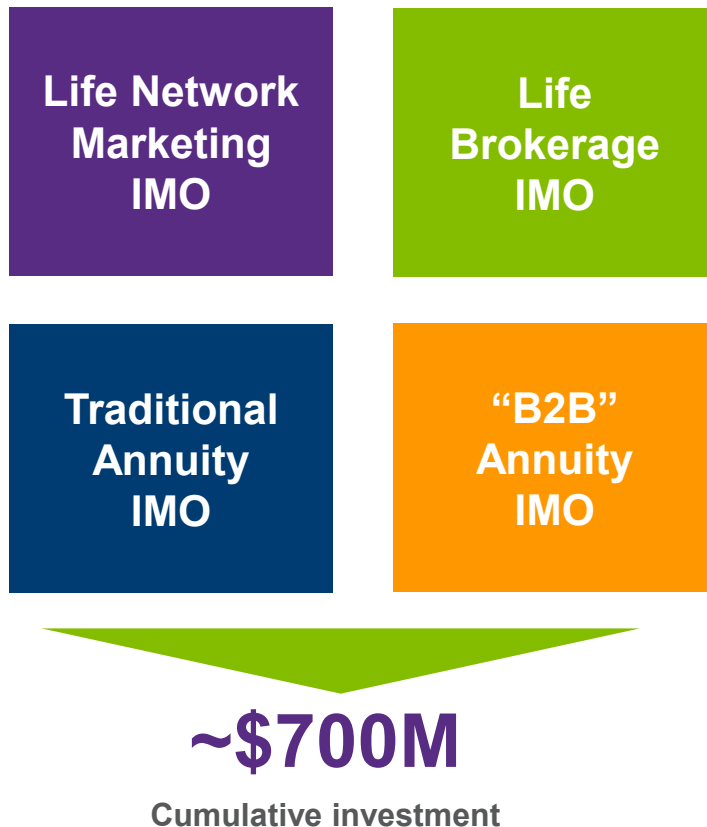 Life Network
Marketing
IMO
Life
Brokerage
IMO
Traditional
Annuity
IMO
“B2B”
Annuity
IMO
~$700M
Cumulative investment